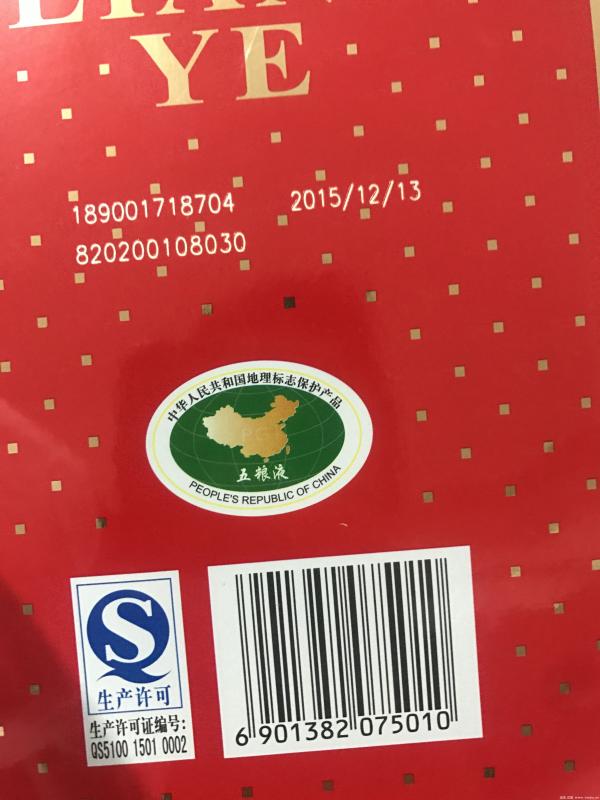 YE
189001718704 2015/12/13
820200108030
中华人民共和国地理标志保护产品
五粮液
PEOPLE'S REPUBLIC OF CHINA
S
生产许可
生产许可证编号:
QS5100 1501 0002
6 901382 075010